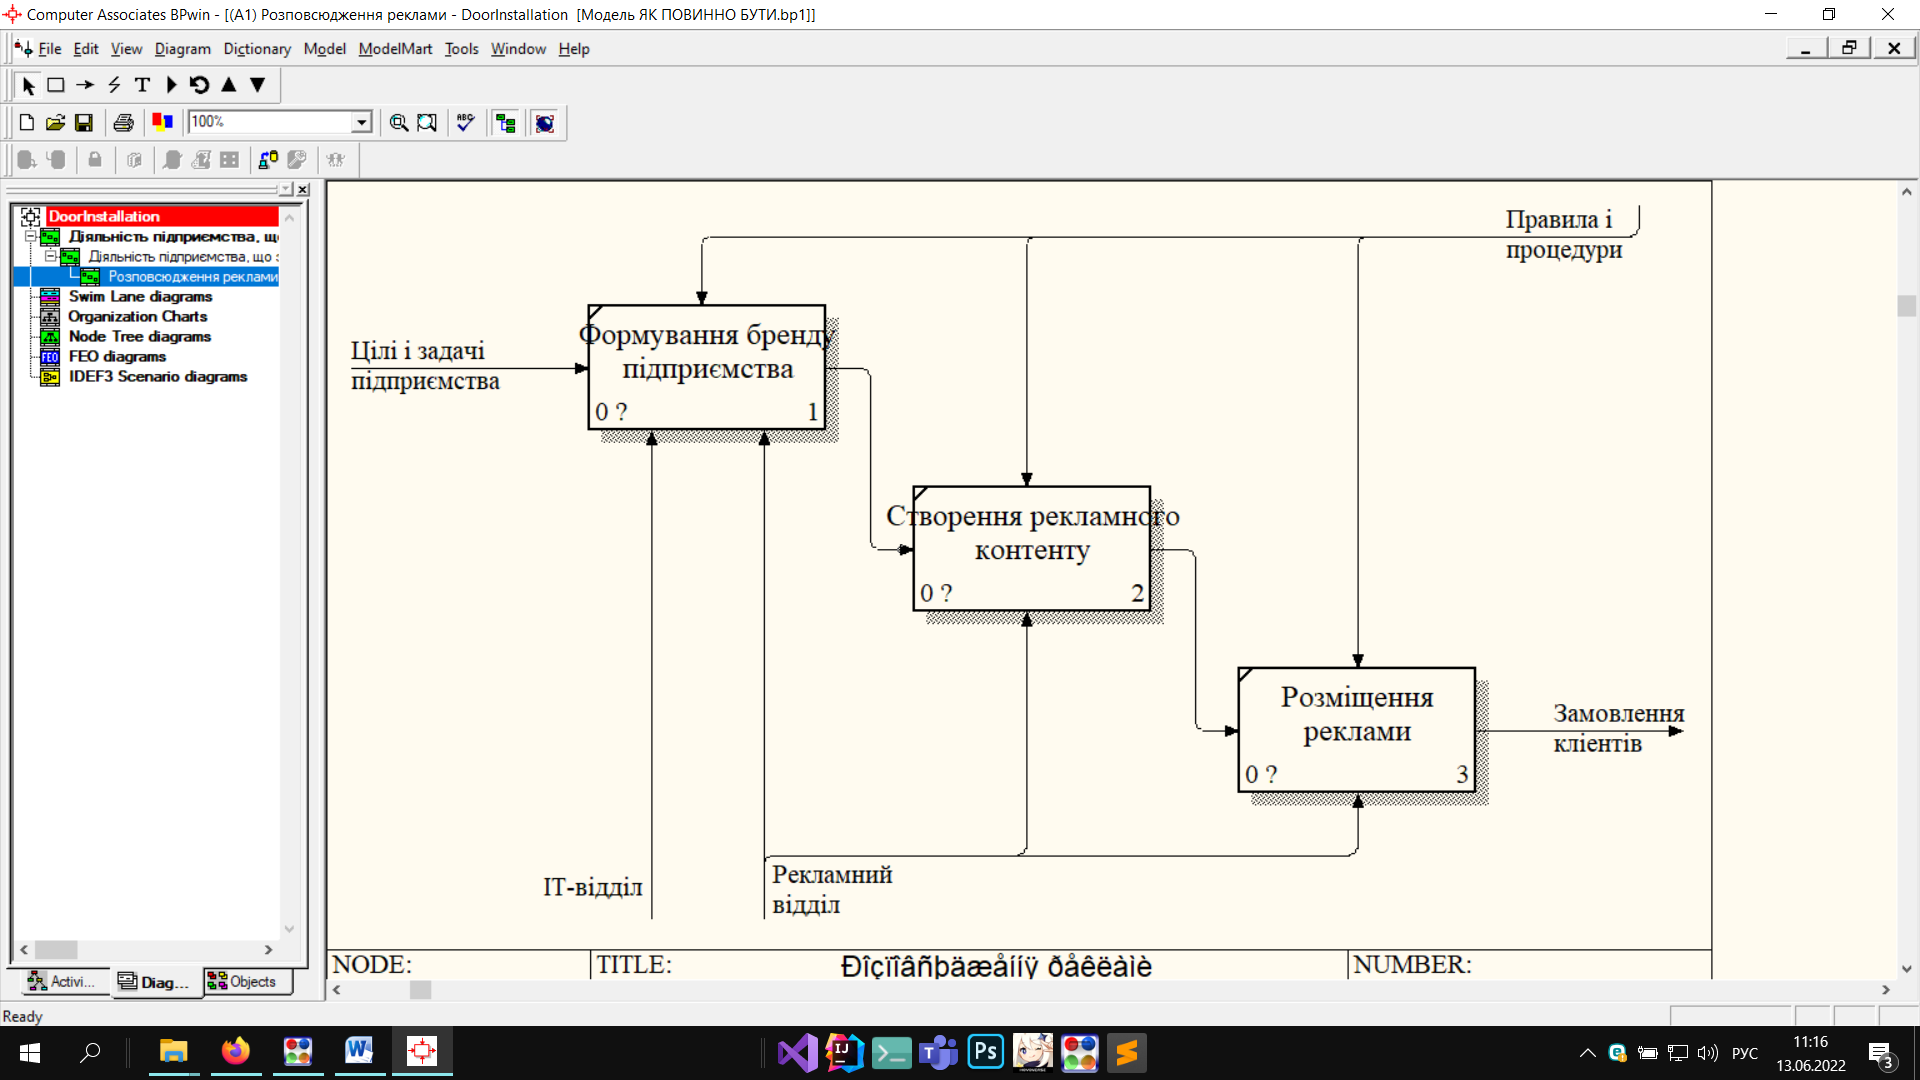 Computer Associates BPwin - [(A1) Розповсюдження реклами - DoorInstallation  [Модель ЯК ПОВИННО БУТИ.bp1]]
File Edit View Diagram Dictionary Model ModelMart Tools Window Help
100%
DoorInstallation
Діяльність підприємства, що
Діяльність підприємства, що з
Розповсюдження реклами
Swim Lane diagrams
Organization Charts
Node Tree diagrams
FEO diagrams
IDEF3 Scenario diagrams
Activi...
Diag...
Objects
Правила і
процедури
Цілі і задачі
підприємства
Формування бренду
підприємства
0 ? 1
Створення рекламного
контенту
0 ? 2
Розміщення
реклами
0 ? 3
Замовлення
клієнтів
ІТ-відділ
Рекламний
відділ
NODE:
TITLE:
Ðîçïîâñþäæåííÿ ðåêëàìè
NUMBER:
Ready
РУС
11:16
13.06.2022
3